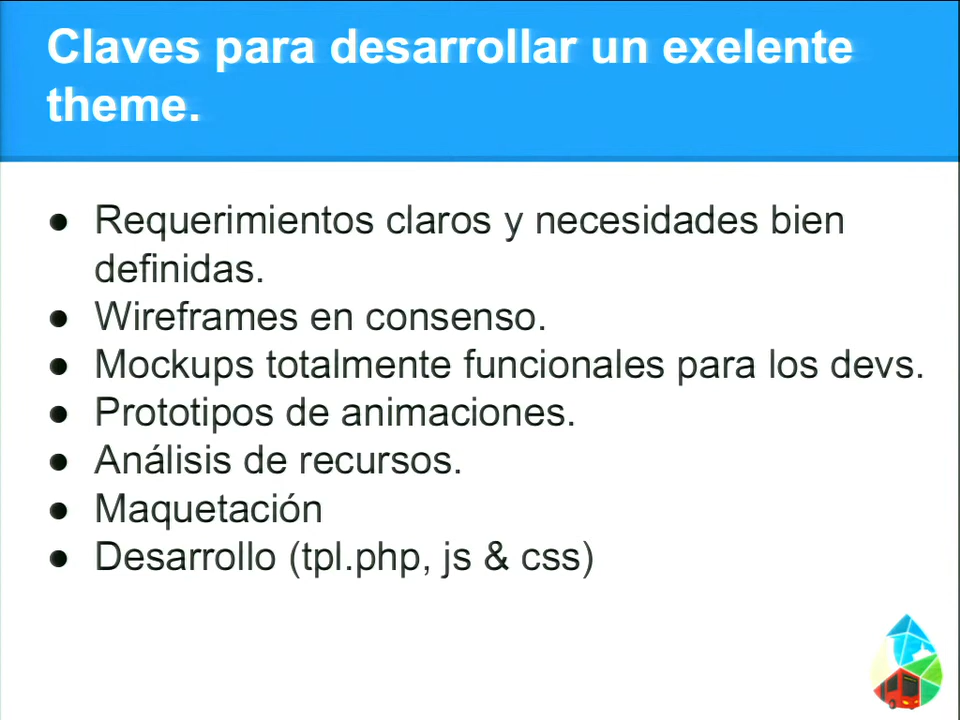 Claves para desarrollar un exelente
theme.
● Requerimientos claros y necesidades bien
definidas.
● Wireframes en consenso.
● Mockups totalmente funcionales para los devs.
● Prototipos de animaciones.
● Análisis de recursos.
● Maquetación
● Desarrollo (tpl.php, js & css)